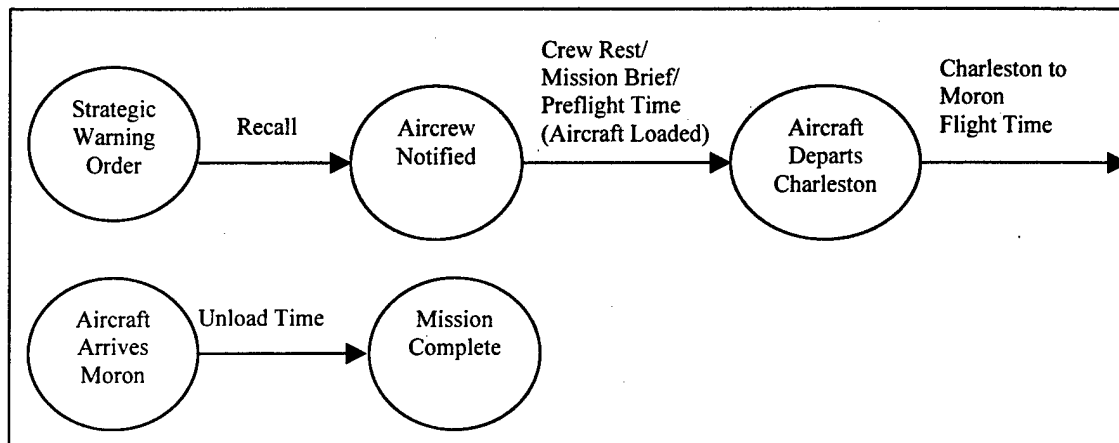 Strategic
Warning
Order
Recall
Aircrew
Notified
Crew Rest/
Mission Brief/
Preflight Time
(Aircraft Loaded)
Aircraft
Departs
Charleston
Charleston to
Moron
Flight Time
Aircraft
Arrives
Moron
Unload Time
Mission
Complete